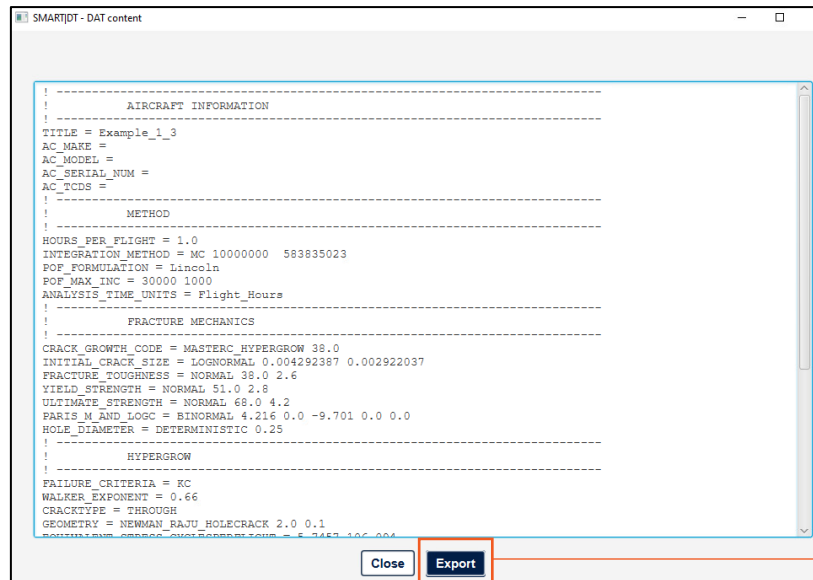 SMART|DT - DAT content
! ------------------------------------------------------------------------
!           AIRCRAFT INFORMATION
! ------------------------------------------------------------------------
TITLE = Example_1_3
AC_MAKE =
AC_MODEL =
AC_SERIAL_NUM =
AC_TCDS =
! ------------------------------------------------------------------------
!           METHOD
! ------------------------------------------------------------------------
HOURS_PER_FLIGHT = 1.0
INTEGRATION_METHOD = MC 10000000  583835023
POF_FORMULATION = Lincoln
POF_MAX_INC = 30000 1000
ANALYSIS_TIME_UNITS = Flight_Hours
! ------------------------------------------------------------------------
!           FRACTURE MECHANICS
! ------------------------------------------------------------------------
CRACK_GROWTH_CODE = MASTERC_HYPERGROW 38.0
INITIAL_CRACK_SIZE = LOGNORMAL 0.004292387 0.002922037
FRACTURE_TOUGHNESS = NORMAL 38.0 2.6
YIELD_STRENGTH = NORMAL 51.0 2.8
ULTIMATE_STRENGTH = NORMAL 68.0 4.2
PARIS_M_AND_LOGC = BINORMAL 4.216 0.0 -9.701 0.0 0.0
HOLE_DIAMETER = DETERMINISTIC 0.25
! ------------------------------------------------------------------------
!           HYPERGROW
! ------------------------------------------------------------------------
FAILURE_CRITERIA = KC
WALKER_EXPONENT = 0.66
CRACKTYPE = THROUGH
GEOMETRY = NEWMAN_RAJU_HOLECRACK 2.0 0.1
Close Export